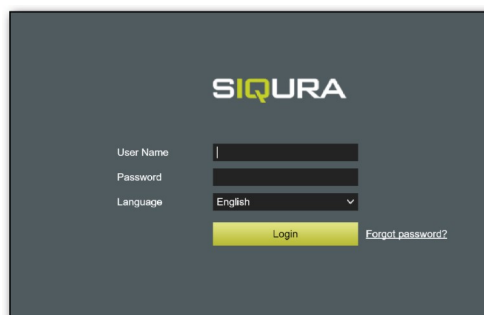 SIQURA
User Name
Password
Language English
Login Forgot password?